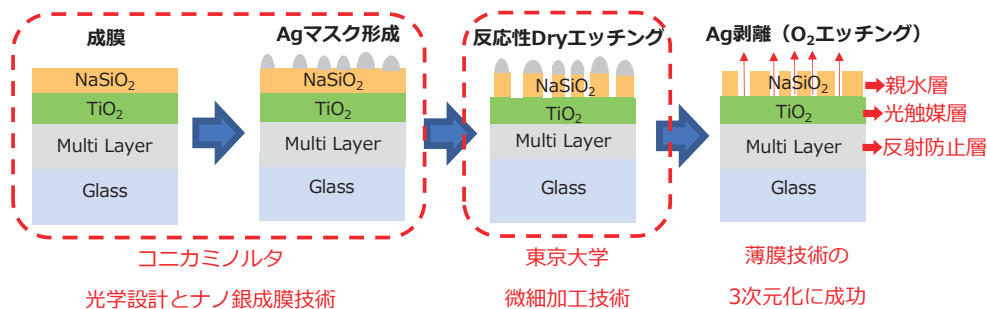 成膜
NaSiO2
TiO2
Multi Layer
Glass
Agマスク形成
NaSiO2
TiO2
Multi Layer
Glass
コニカミノルタ
光学設計とナノ銀成膜技術
反応性Dryエッチング
NaSiO2
TiO2
Multi Layer
Glass
東京大学
微細加工技術
Ag剥離（O2エッチング）
NaSiO2
TiO2
Multi Layer
Glass
親水層
光触媒層
反射防止層
薄膜技術の
3次元化に成功